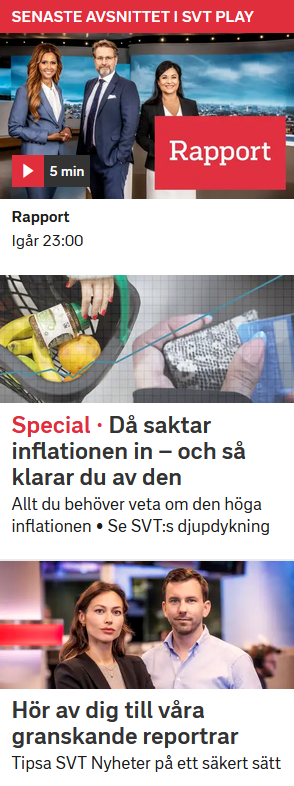 SENASTE AVSNITTET I SVT PLAY
Rapport
5 min
Rapport
Igår 23:00
Special · Då saktar
inflationen in – och så
klarar du av den
Allt du behöver veta om den höga
inflationen • Se SVT:s djupdykning
Hör av dig till våra
granskande reportrar
Tipsa SVT Nyheter på ett säkert sätt